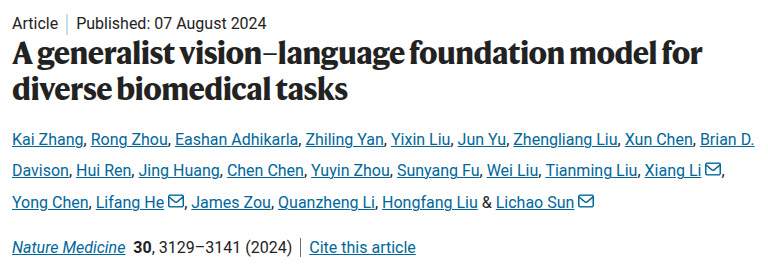 Article | Published: 07 August 2024
A generalist vision–language foundation model for
diverse biomedical tasks
Kai Zhang, Rong Zhou, Eashan Adhikarla, Zhiling Yan, Yixin Liu, Jun Yu, Zhengliang Liu, Xun Chen, Brian D.
Davison, Hui Ren, Jing Huang, Chen Chen, Yuyin Zhou, Sunyang Fu, Wei Liu, Tianming Liu, Xiang Li,
Yong Chen, Lifang He, James Zou, Quanzheng Li, Hongfang Liu & Lichao Sun
Nature Medicine 30, 3129–3141 (2024) | Cite this article